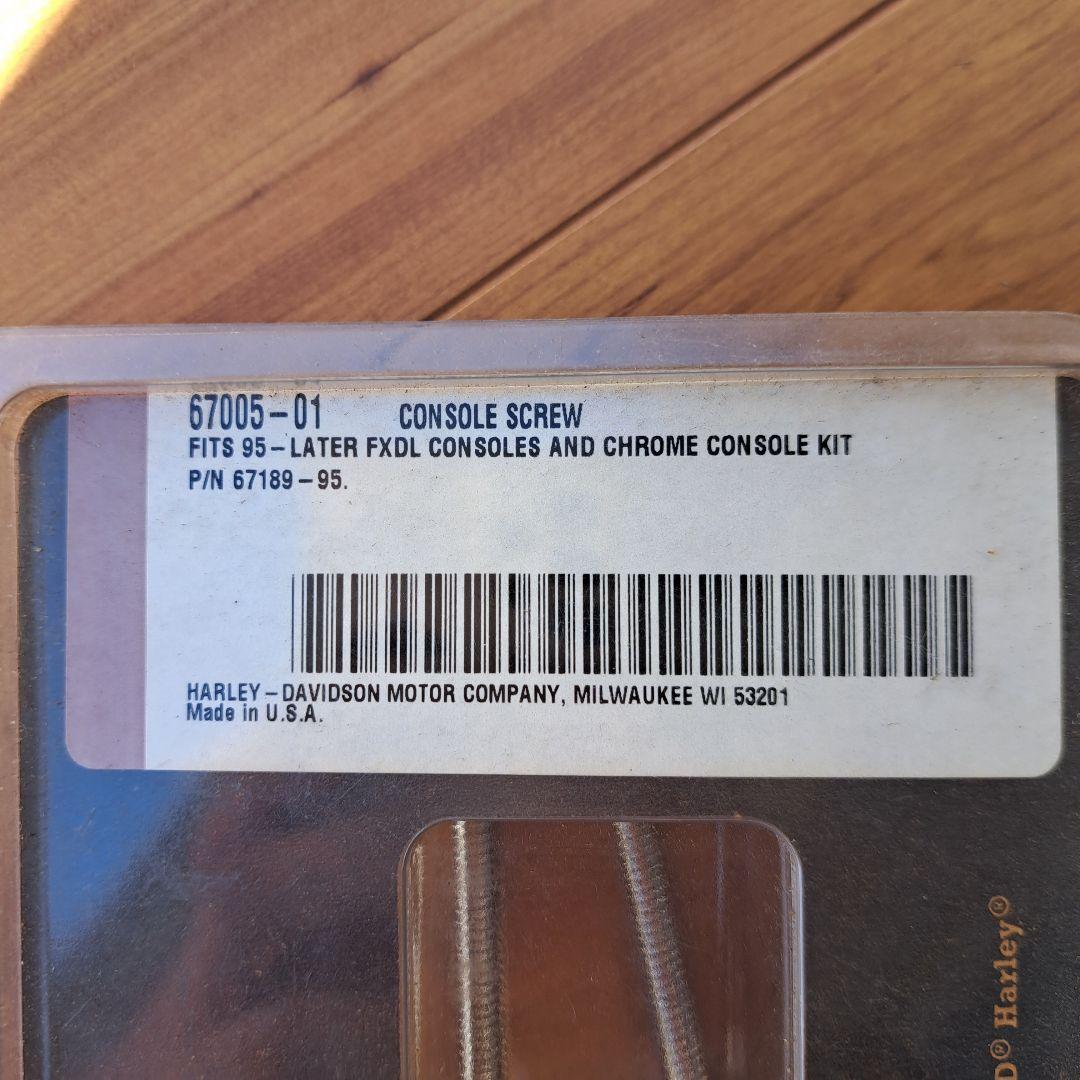 67005-01 CONSOLE SCREW
FITS 95-LATER FXDL CONSOLES AND CHROME CONSOLE KIT
P/N 67189-95.
HARLEY-DAVIDSON MOTOR COMPANY, MILWAUKEE WI 53201
Made in U.S.A.
D® Harley®